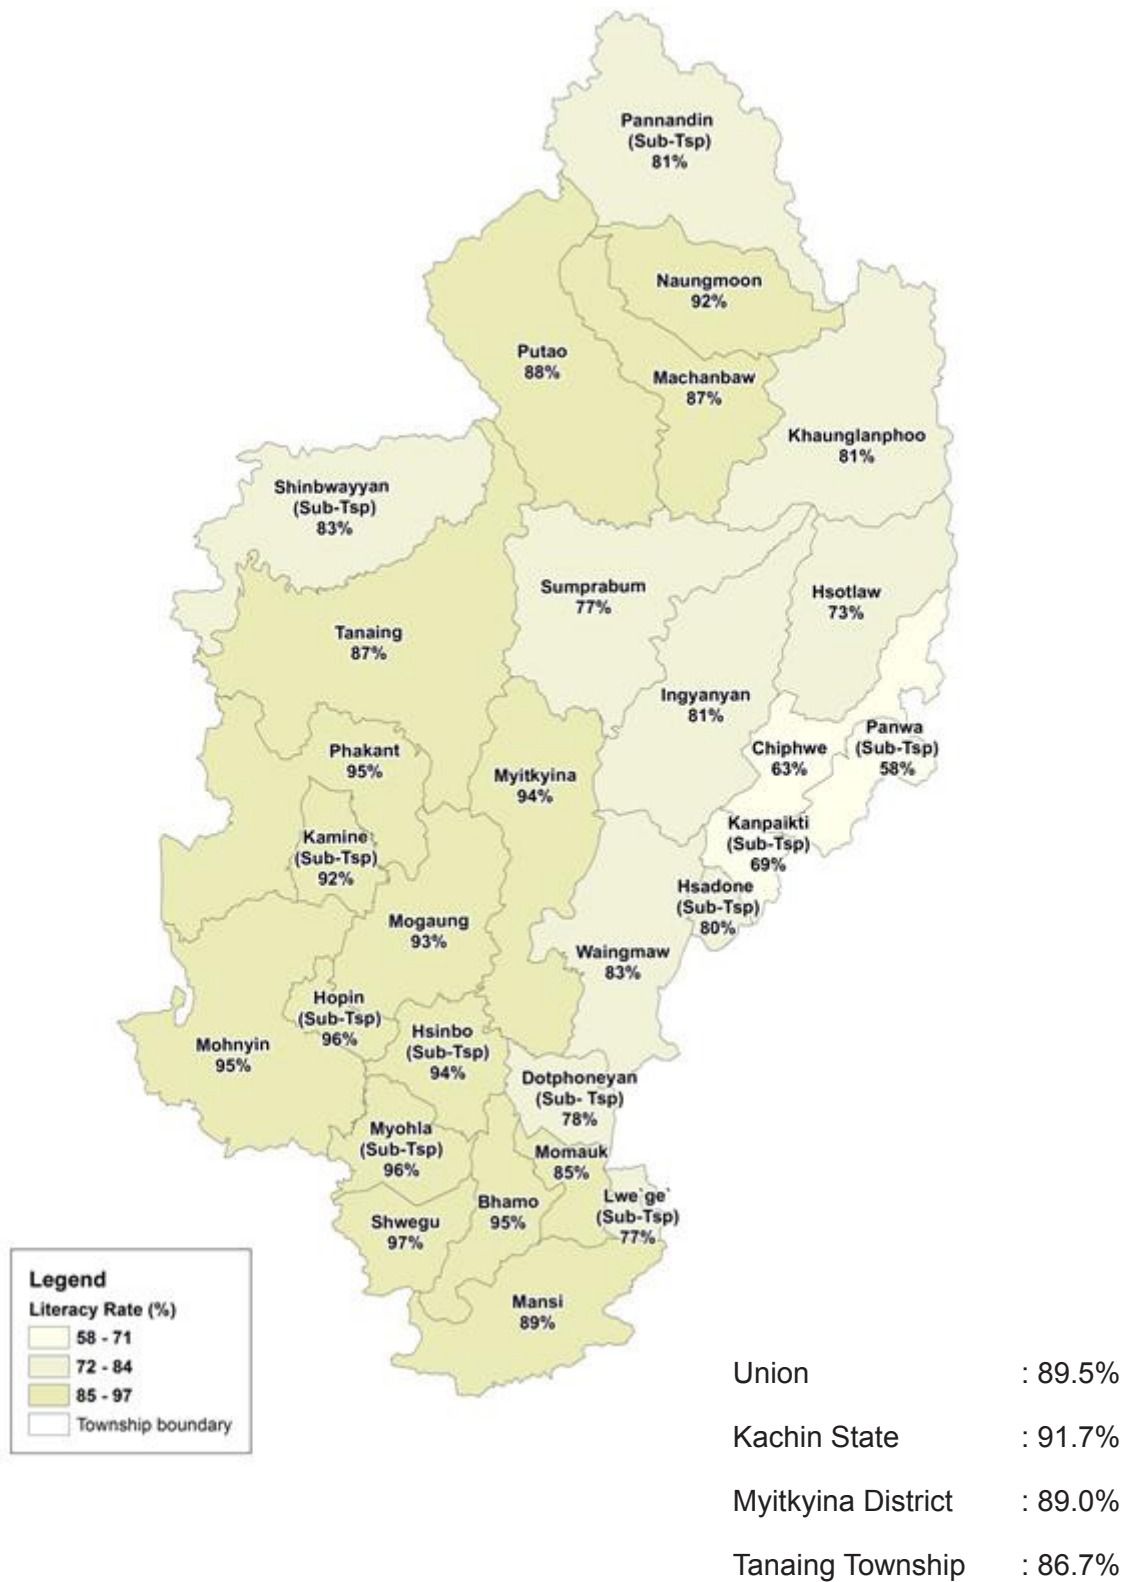 Pannandin
(Sub-Tsp)
81%
Naungmoon
92%
Putao
88%
Machanbaw
87%
Khaunglanphoo
81%
Shinbwayyan
(Sub-Tsp)
83%
Sumprabum
77%
Hsotlaw
73%
Tanaing
87%
Ingyanyan
81%
Panwa
(Sub-Tsp)
58%
Chiphwe
63%
Phakant
95%
Myitkyina
94%
Kanpaikti
(Sub-Tsp)
69%
Kamine
(Sub-Tsp)
92%
Hsadone
(Sub-Tsp)
80%
Mogaung
93%
Waingmaw
83%
Hopin
(Sub-Tsp)
96%
Hsinbo
(Sub-Tsp)
94%
Mohnyin
95%
Dotphoneyan
(Sub- Tsp)
78%
Myohla
(Sub-Tsp)
96%
Momauk
85%
Lwe`ge`
(Sub-Tsp)
77%
Bhamo
95%
Shwegu
97%
Mansi
89%
Legend
Literacy Rate (%)
58 - 71
72 - 84
85 - 97
Township boundary
Union : 89.5%
Kachin State : 91.7%
Myitkyina District : 89.0%
Tanaing Township : 86.7%